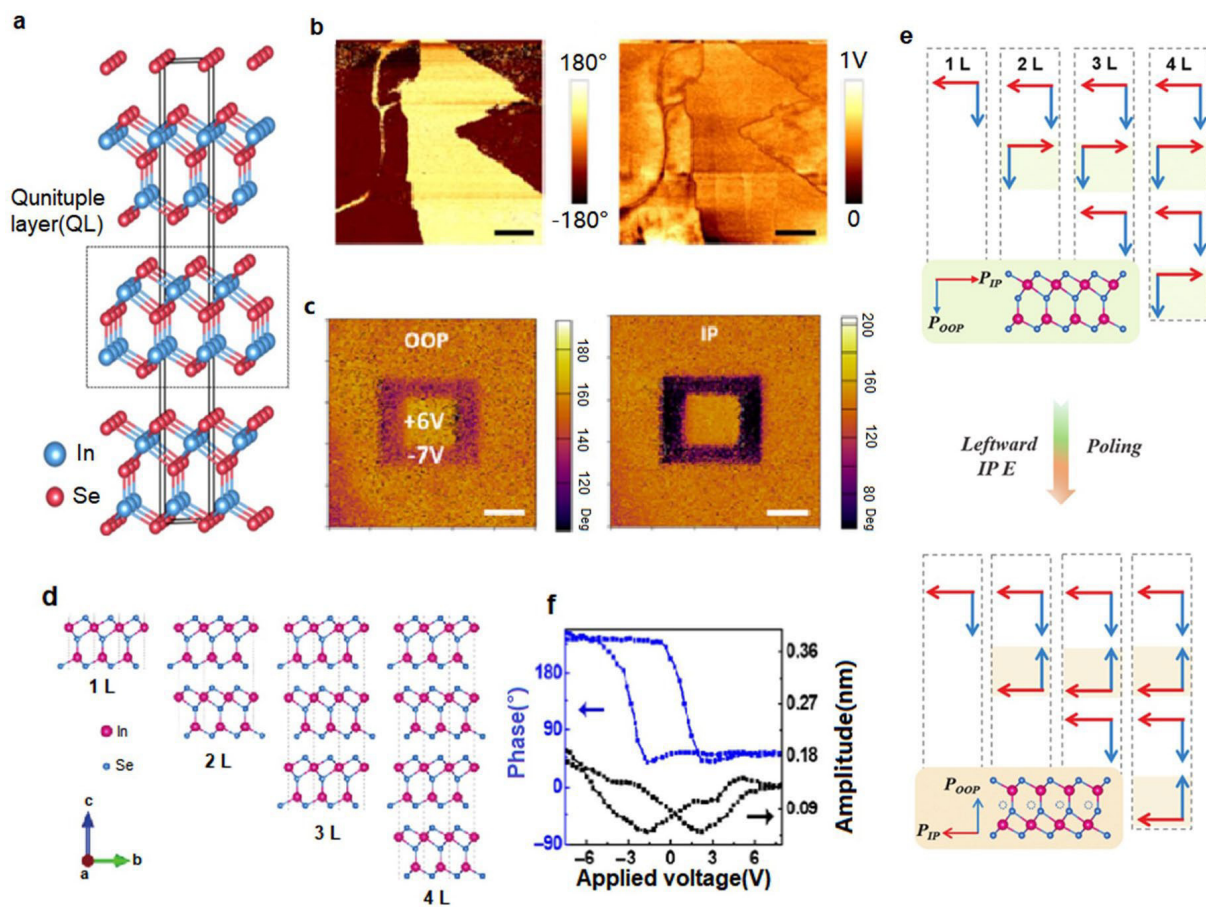 a
Qunituple
layer(QL)
In
Se
b
180°
-180°
1V
0
c
OOP
+6V
-7V
180
160
140
120
Deg
IP
200
160
120
80
Deg
d
1 L
2 L
3 L
4 L
In
Se
c
a
b
e
1 L
2 L
3 L
4 L
P_IP
P_OOP
Leftward
IP E
Poling
P_OOP
P_IP
f
Phase(°)
180
90
0
-90
-6
-3
0
3
6
Applied voltage(V)
0.36
0.27
0.18
0.09
Amplitude(nm)